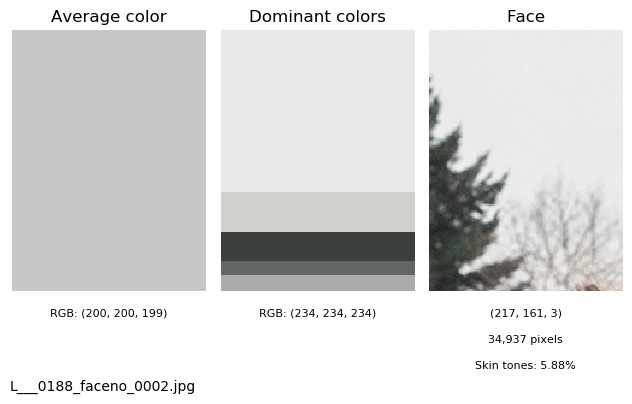 Average color
Dominant colors
Face
RGB: (200, 200, 199)
RGB: (234, 234, 234)
(217, 161, 3)
34,937 pixels
Skin tones: 5.88%
L___0188_faceno_0002.jpg